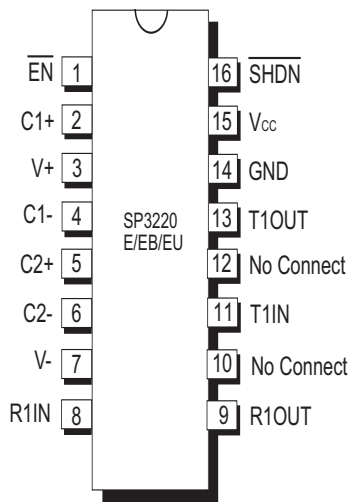 EN 1 16 SHDN
C1+ 2 15 Vcc
V+ 3 14 GND
C1- 4 13 T1OUT
SP3220
E/EB/EU
C2+ 5 12 No Connect
C2- 6 11 T1IN
V- 7 10 No Connect
R1IN 8 9 R1OUT